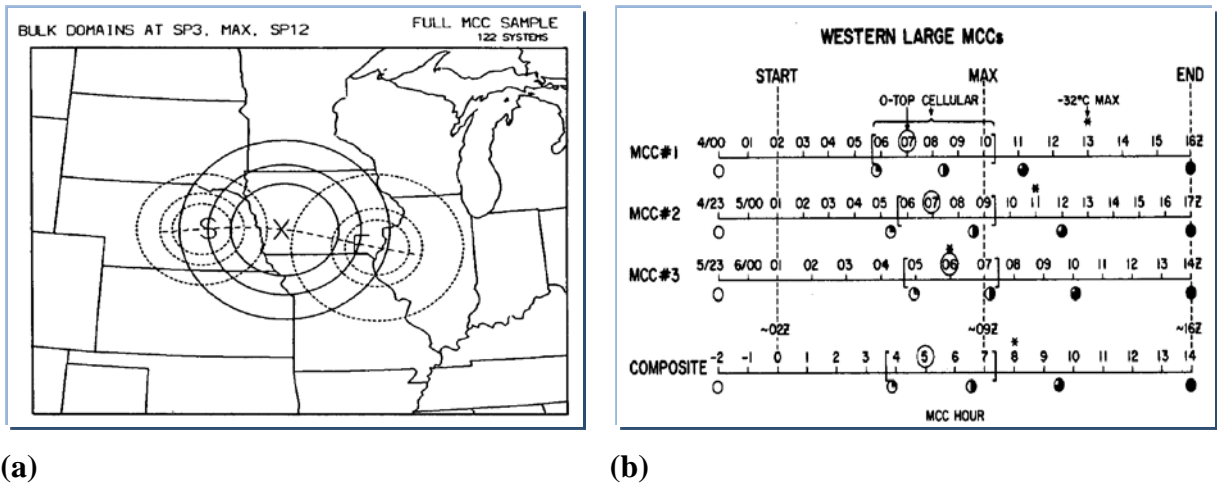 BULK DOMAINS AT SP3, MAX, SP12
FULL MCC SAMPLE
122 SYSTEMS
S X
(a)
WESTERN LARGE MCCs
START MAX END
O-TOP CELLULAR -32°C MAX
*
MCC#1 4/00 01 02 03 04 05 06 07 08 09 10 11 12 13 14 15 16Z
*
MCC#2 4/23 5/00 01 02 03 04 05 06 07 08 09 10 11 12 13 14 15 16 17Z
*
MCC#3 5/23 6/00 01 02 03 04 05 06 07 08 09 10 11 12 13 14Z
~02Z ~09Z ~16Z
*
COMPOSITE -2 -1 0 1 2 3 4 5 6 7 8 9 10 11 12 13 14
MCC HOUR
(b)